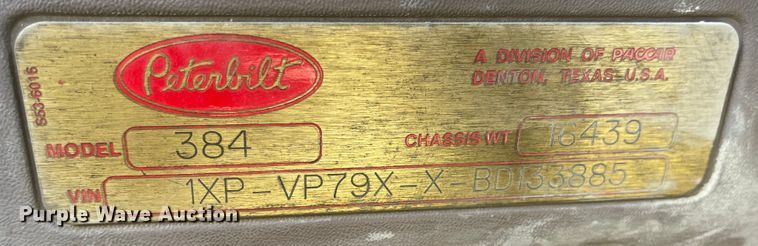 Peterbilt
A DIVISION OF PACCAR
DENTON, TEXAS U.S.A.
S53-6016
MODEL 384 CHASSIS WT 16439
VIN 1XP-VP79X-X-BD133885
Purple Wave Auction